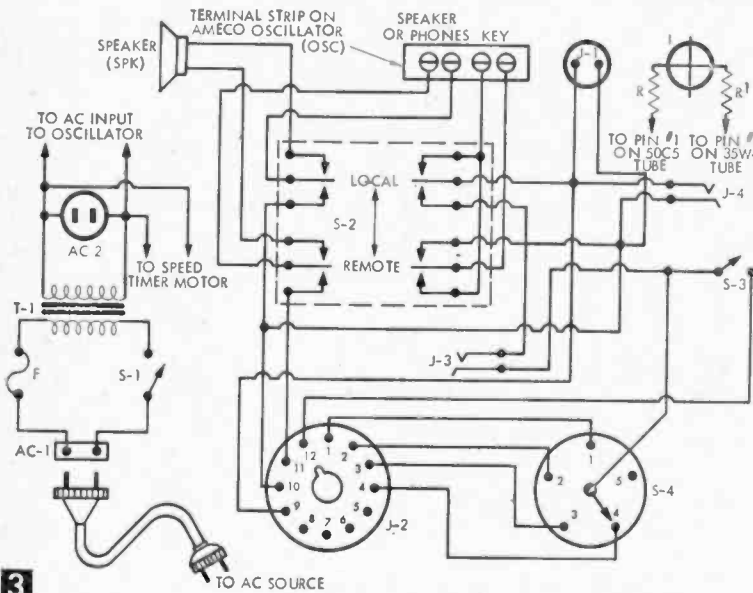 TERMINAL STRIP ON
AMECO OSCILLATOR
(OSC)
SPEAKER
OR PHONES KEY
SPEAKER
(SPK)
J-1
I
R
R
TO AC INPUT
TO OSCILLATOR
TO PIN #1
ON 50C5
TUBE
TO PIN
ON 35W4
TUBE
J-4
LOCAL
S-2
REMOTE
AC 2
TO SPEED
TIMER MOTOR
S-3
T-1
F
S-1
J-3
AC-1
12 1 2 3 4 5 6 7 8 9 10 11
J-2
1 2 3 4 5
S-4
TO AC SOURCE
3